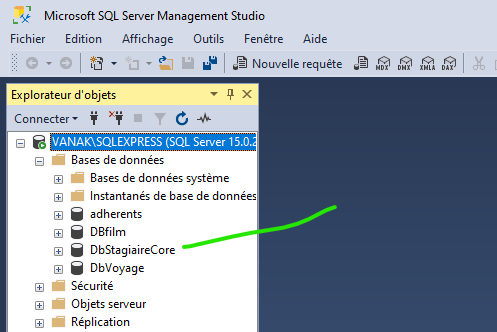 Microsoft SQL Server Management Studio
Fichier Edition Affichage Outils Fenêtre Aide
Nouvelle requête MDX DMX XMLA DAX
Explorateur d'objets
Connecter
VANAK\SQLEXPRESS (SQL Server 15.0.2
Bases de données
Bases de données système
Instantanés de base de données
adherents
DBfilm
DbStagiaireCore
DbVoyage
Sécurité
Objets serveur
Réplication